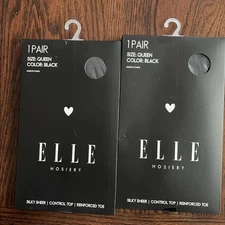 1 PAIR
SIZE: QUEEN
COLOR: BLACK
ELLE
HOSIERY
SILKY SHEER | CONTROL TOP | REINFORCED TOE
1 PAIR
SIZE: QUEEN
COLOR: BLACK
ELLE
HOSIERY
SILKY SHEER | CONTROL TOP | REINFORCED TOE